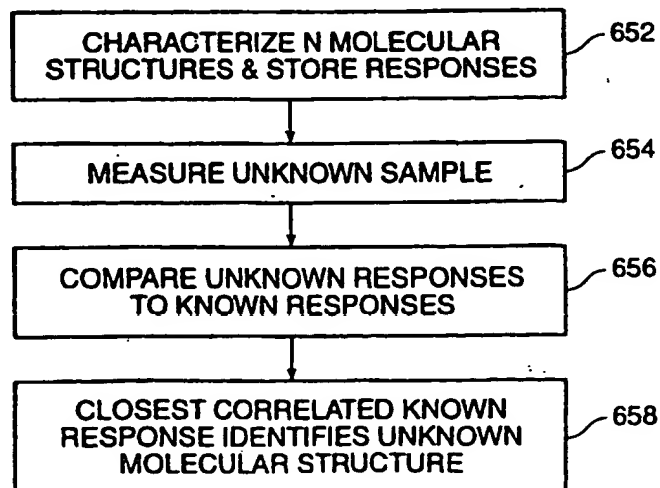 CHARACTERIZE N MOLECULAR
STRUCTURES & STORE RESPONSES
652
MEASURE UNKNOWN SAMPLE
654
COMPARE UNKNOWN RESPONSES
TO KNOWN RESPONSES
656
CLOSEST CORRELATED KNOWN
RESPONSE IDENTIFIES UNKNOWN
MOLECULAR STRUCTURE
658